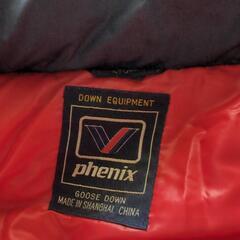 DOWN EQUIPMENT
phenix
GOOSE DOWN
MADE IN SHANGHAI, CHINA